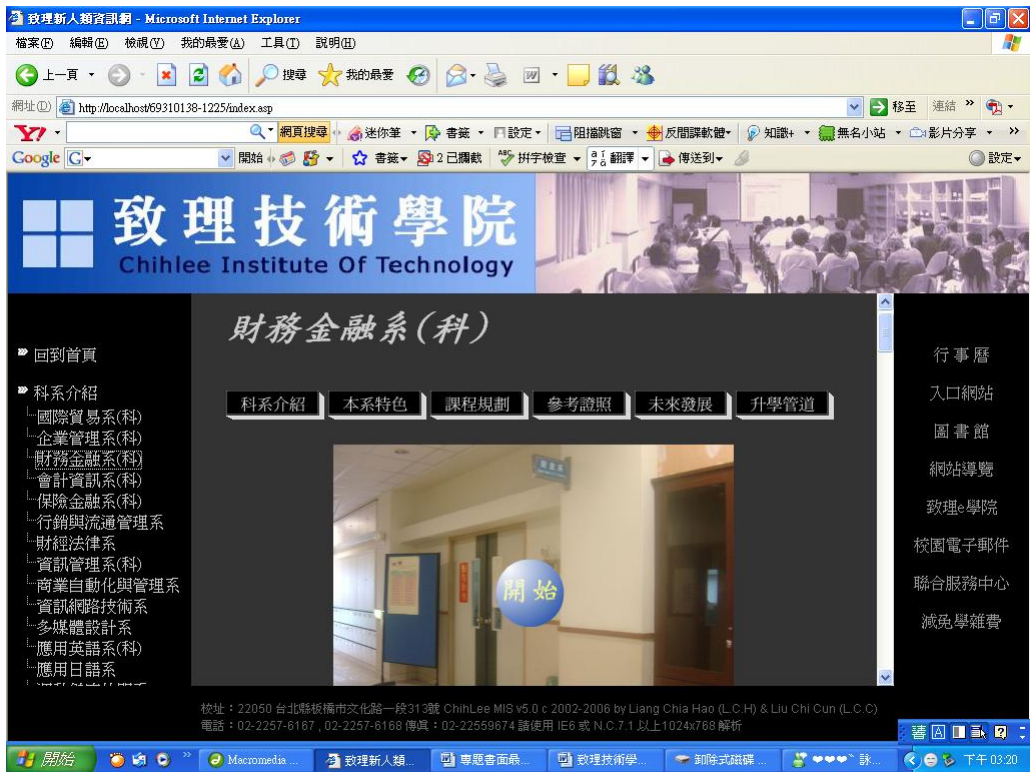 致理新人類資訊網 - Microsoft Internet Explorer
檔案(F) 編輯(E) 檢視(V) 我的最愛(A) 工具(T) 說明(H)
上一頁 搜尋 我的最愛
網址(D) http://localhost/69310138-1225/index.asp 移至 連結 »
Y7 網頁搜尋 迷你筆 書籤 設定 阻擋跳窗 反間諜軟體 知識+ 無名小站 影片分享 »
Google G 開始 書籤 2 已攔截 拼字檢查 翻譯 傳送到 設定
致理技術學院
Chihlee Institute Of Technology
財務金融系(科)
科系介紹 本系特色 課程規劃 參考證照 未來發展 升學管道
開始
回到首頁
科系介紹
國際貿易系(科)
企業管理系(科)
財務金融系(科)
會計資訊系(科)
保險金融系(科)
行銷與流通管理系
財經法律系
資訊管理系(科)
商業自動化與管理系
資訊網路技術系
多媒體設計系
應用英語系(科)
應用日語系
行事曆
入口網站
圖書館
網站導覽
致理e學院
校園電子郵件
聯合服務中心
減免學雜費
校址：22050 台北縣板橋市文化路一段313號 ChihLee MIS v5.0 c 2002-2006 by Liang Chia Hao (L.C.H) & Liu Chi Cun (L.C.C)
電話：02-2257-6167 , 02-2257-6168 傳真：02-22559674 請使用 IE6 或 N.C.7.1 以上1024x768 解析
開始 » Macromedia ... 致理新人類... 專題書面最... 致理技術學... 卸除式磁碟 ... ❤❤❤~ 詠... 下午 03:20